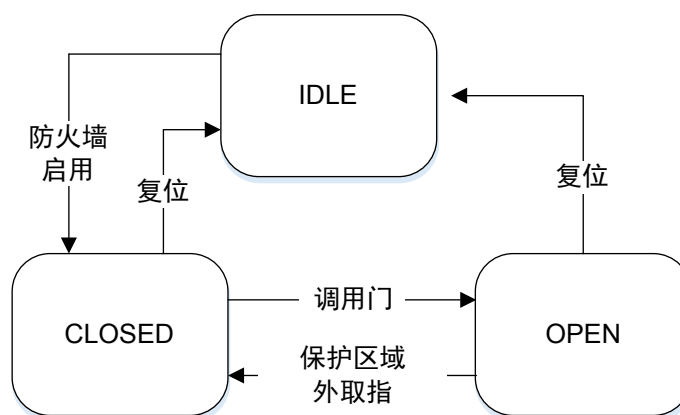 IDLE
防火墙
启用
复位
复位
CLOSED
调用门
OPEN
保护区域
外取指